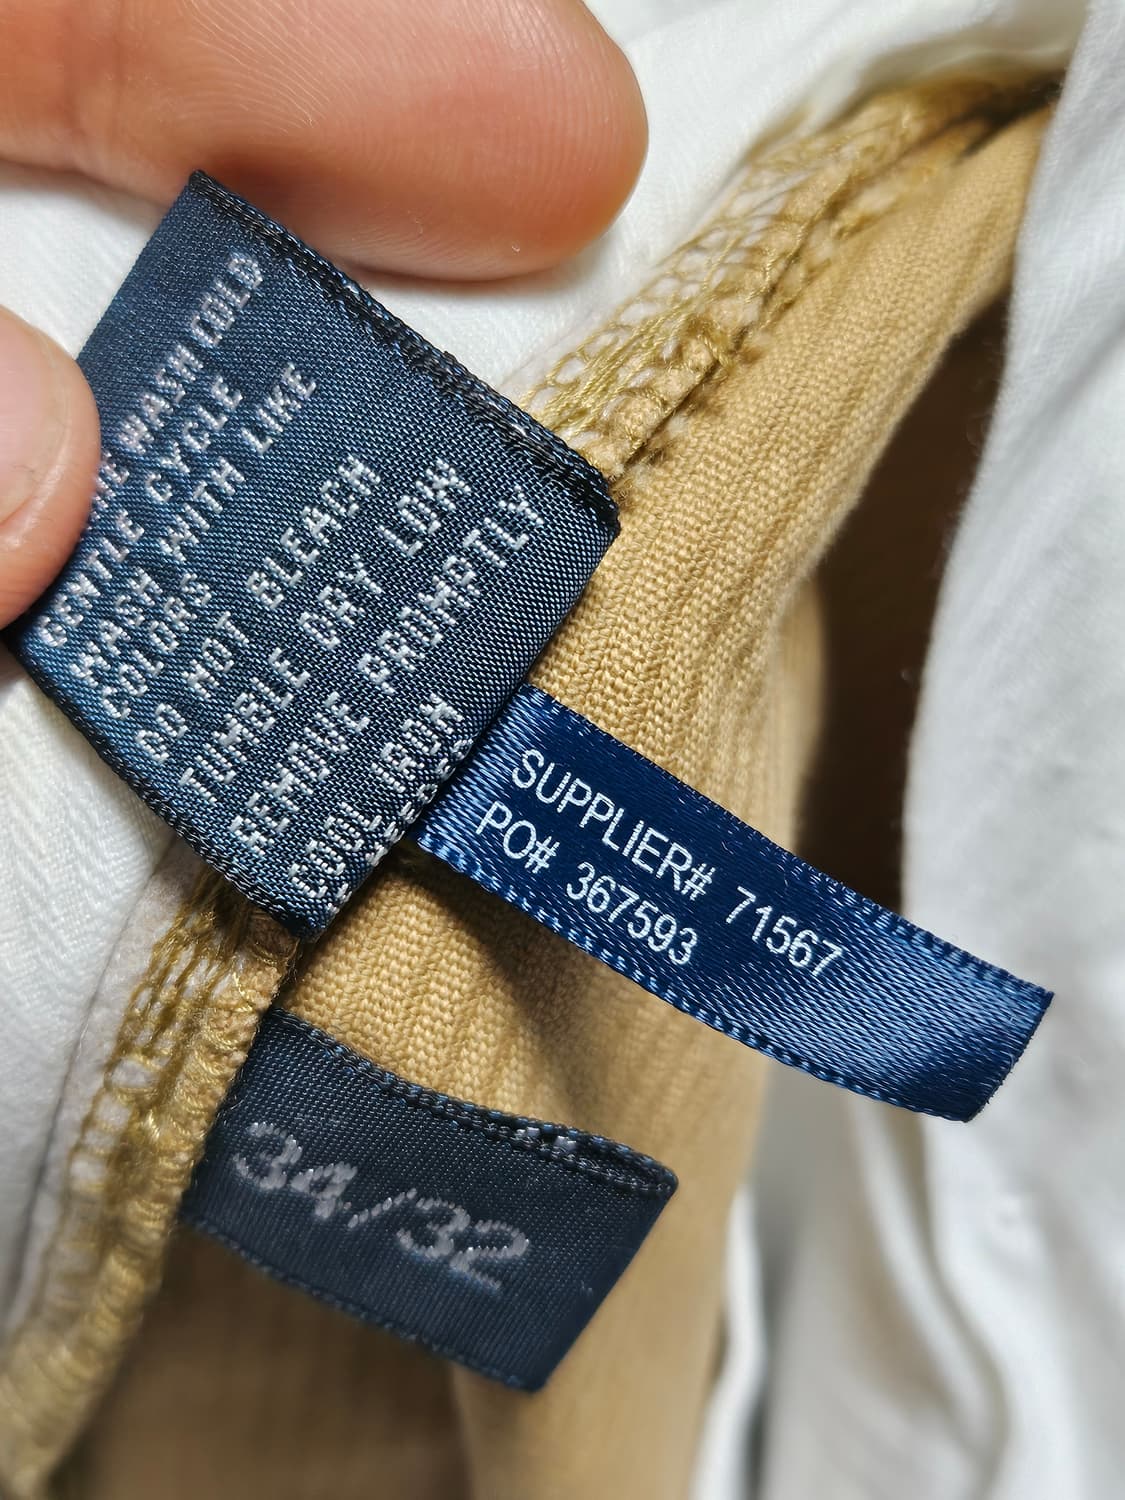 WASH COLD
GENTLE CYCLE
WASH WITH LIKE
COLORS
DO NOT BLEACH
TUMBLE DRY LOW
REMOVE PROMPTLY
COOL IRON
SUPPLIER# 71567
PO# 367593
34/32